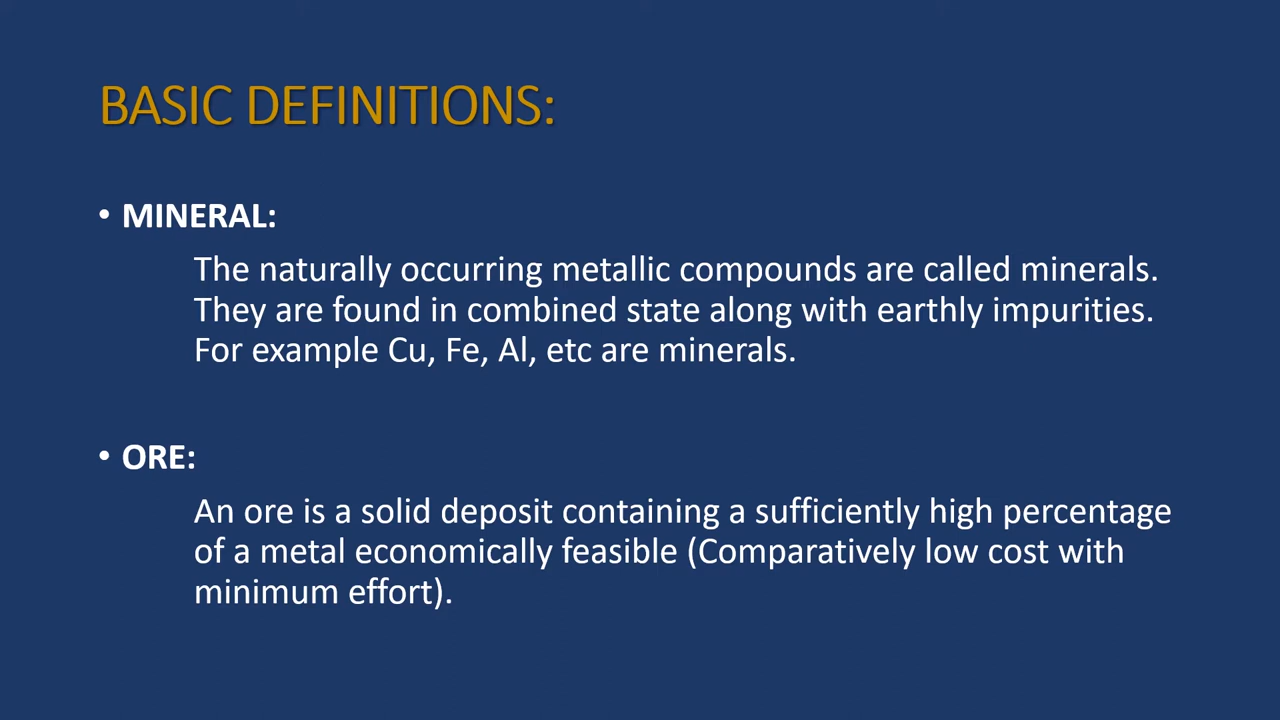 BASIC DEFINITIONS:
• MINERAL:
The naturally occurring metallic compounds are called minerals.
They are found in combined state along with earthly impurities.
For example Cu, Fe, Al, etc are minerals.
• ORE:
An ore is a solid deposit containing a sufficiently high percentage
of a metal economically feasible (Comparatively low cost with
minimum effort).